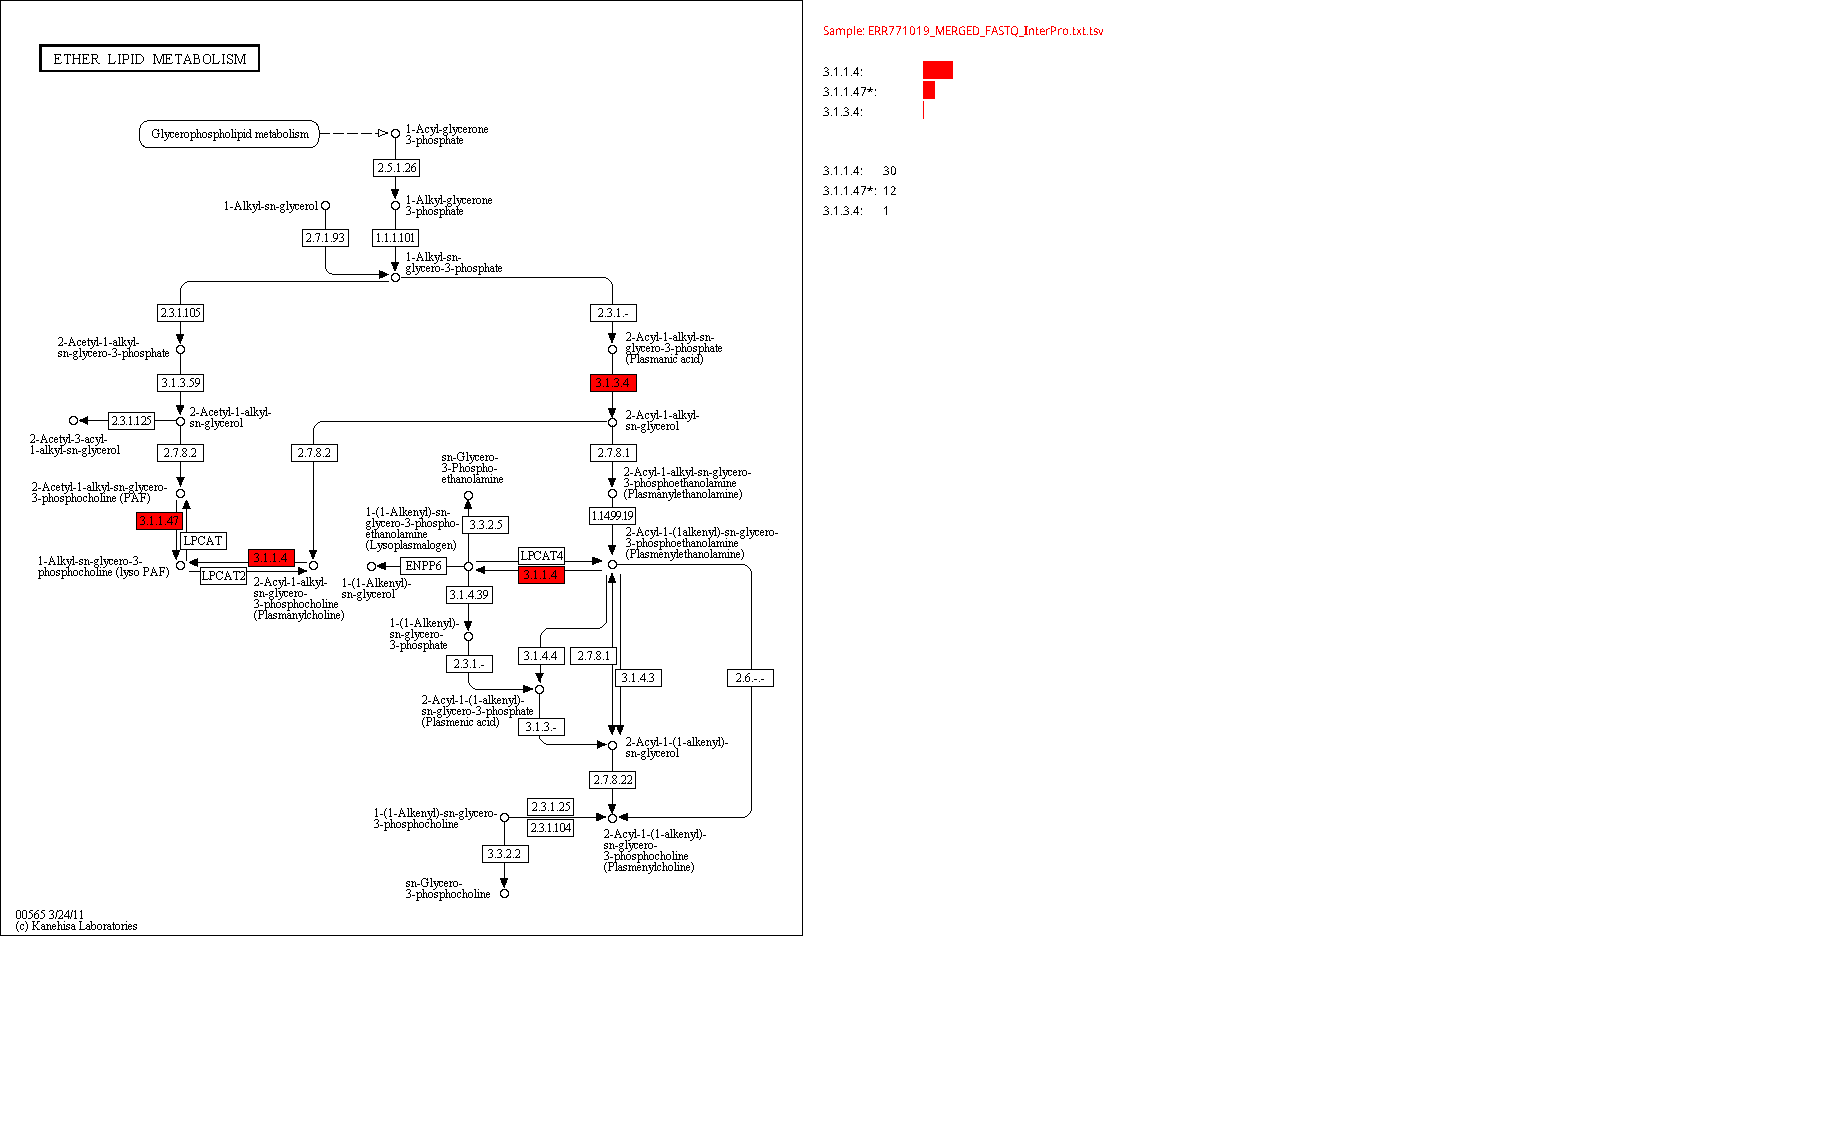 ETHER LIPID METABOLISM
Sample: ERR771019_MERGED_FASTQ_InterPro.txt.tsv
3.1.1.4:
3.1.1.47*:
3.1.3.4:
3.1.1.4: 30
3.1.1.47*: 12
3.1.3.4: 1
Glycerophospholipid metabolism
1-Acyl-glycerone
3-phosphate
2.5.1.26
1-Alkyl-sn-glycerol
1-Alkyl-glycerone
3-phosphate
2.7.1.93
1.1.1.101
1-Alkyl-sn-
glycero-3-phosphate
2.3.1.105
2.3.1.-
2-Acetyl-1-alkyl-
sn-glycero-3-phosphate
2-Acyl-1-alkyl-sn-
glycero-3-phosphate
(Plasmanic acid)
3.1.3.59
3.1.3.4
2.3.1.125
2-Acetyl-1-alkyl-
sn-glycerol
2-Acyl-1-alkyl-
sn-glycerol
2-Acetyl-3-acyl-
1-alkyl-sn-glycerol
2.7.8.2
2.7.8.2
2.7.8.1
sn-Glycero-
3-Phospho-
ethanolamine
2-Acetyl-1-alkyl-sn-glycero-
3-phosphocholine (PAF)
2-Acyl-1-alkyl-sn-glycero-
3-phosphoethanolamine
(Plasmanylethanolamine)
3.1.1.47
LPCAT
1-(1-Alkenyl)-sn-
glycero-3-phospho-
ethanolamine
(Lysoplasmalogen)
3.3.2.5
1.14.99.19
2-Acyl-1-(1alkenyl)-sn-glycero-
3-phosphoethanolamine
(Plasmenylethanolamine)
1-Alkyl-sn-glycero-3-
phosphocholine (lyso PAF)
3.1.1.4
LPCAT2
ENPP6
LPCAT4
3.1.1.4
2-Acyl-1-alkyl-
sn-glycero-
3-phosphocholine
(Plasmanylcholine)
1-(1-Alkenyl)-
sn-glycerol
3.1.4.39
1-(1-Alkenyl)-
sn-glycero-
3-phosphate
2.3.1.-
3.1.4.4
2.7.8.1
3.1.4.3
2.6.-.-
2-Acyl-1-(1-alkenyl)-
sn-glycero-3-phosphate
(Plasmenic acid)
3.1.3.-
2-Acyl-1-(1-alkenyl)-
sn-glycerol
2.7.8.22
1-(1-Alkenyl)-sn-glycero-
3-phosphocholine
2.3.1.25
2.3.1.104
2-Acyl-1-(1-alkenyl)-
sn-glycero-
3-phosphocholine
(Plasmenylcholine)
3.3.2.2
sn-Glycero-
3-phosphocholine
00565 3/24/11
(c) Kanehisa Laboratories